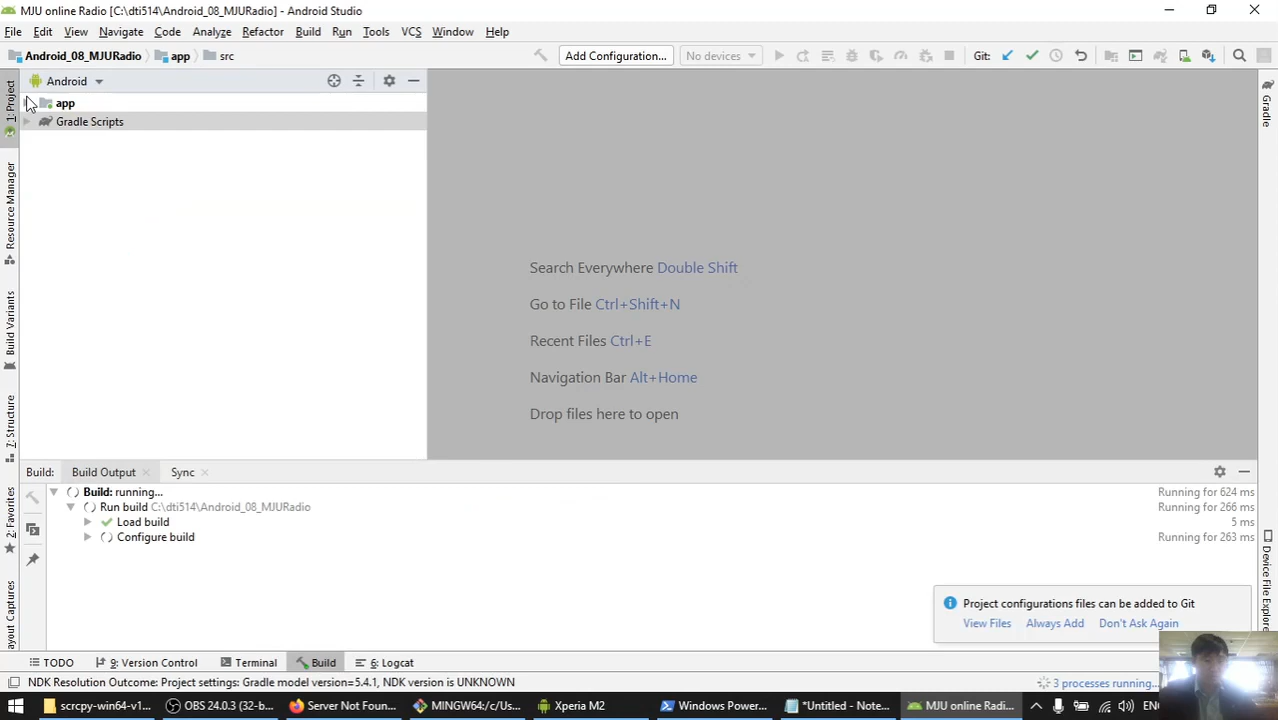 MJU online Radio [C:\dti514\Android_08_MJURadio] - Android Studio
File Edit View Navigate Code Analyze Refactor Build Run Tools VCS Window Help
Android_08_MJURadio app src Add Configuration... No devices Git:
Android
app
Gradle Scripts
1: Project
Resource Manager
Build Variants
7: Structure
2: Favorites
ayout Captures
Gradle
Device File Explorer
Search Everywhere Double Shift
Go to File Ctrl+Shift+N
Recent Files Ctrl+E
Navigation Bar Alt+Home
Drop files here to open
Build: Build Output Sync
Build: running... Running for 624 ms
Run build C:\dti514\Android_08_MJURadio Running for 266 ms
Load build 5 ms
Configure build Running for 263 ms
Project configurations files can be added to Git
View Files Always Add Don't Ask Again
TODO 9: Version Control Terminal Build 6: Logcat
NDK Resolution Outcome: Project settings: Gradle model version=5.4.1, NDK version is UNKNOWN 3 processes running...
scrcpy-win64-v1... OBS 24.0.3 (32-b... Server Not Foun... MINGW64:/c/Us... Xperia M2 Windows Powe... *Untitled - Note... MJU online Radi... ENG